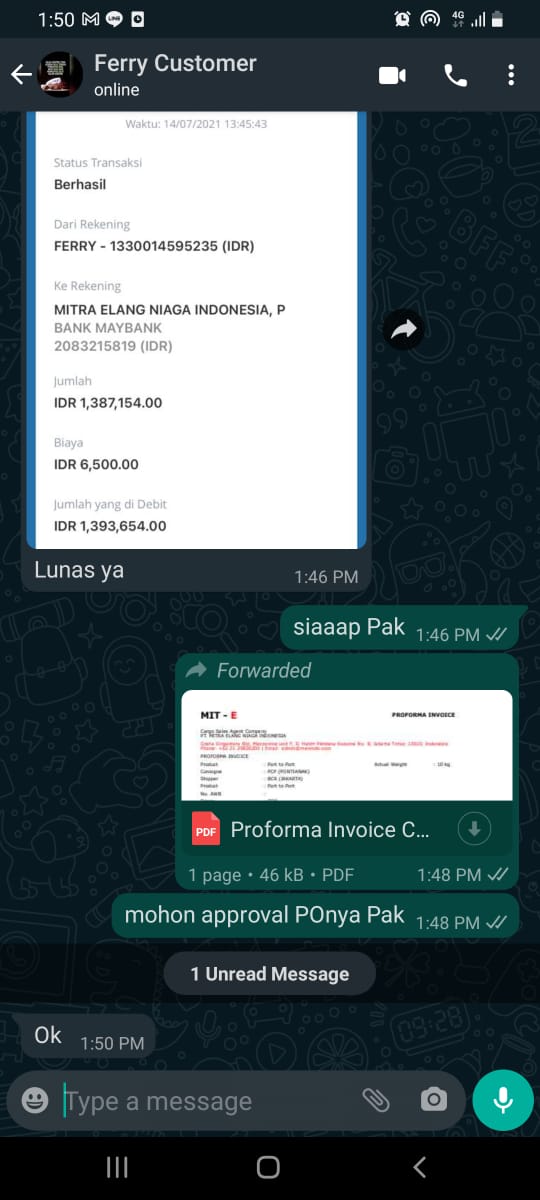 1:50
4G
Ferry Customer
online
Waktu: 14/07/2021 13:45:43
Status Transaksi
Berhasil
Dari Rekening
FERRY - 1330014595235 (IDR)
Ke Rekening
MITRA ELANG NIAGA INDONESIA, P
BANK MAYBANK
2083215819 (IDR)
Jumlah
IDR 1,387,154.00
Biaya
IDR 6,500.00
Jumlah yang di Debit
IDR 1,393,654.00
Lunas ya
1:46 PM
siaaap Pak 1:46 PM
Forwarded
MIT - E PROFORMA INVOICE
Cargo Sales Agent Company
PT. MITRA ELANG NIAGA INDONESIA
PROFORMA INVOICE
Product : Port to Port Actual Weight : 10 kg
Consignee : PCP (PONTIANAK)
Shipper : BCS (JAKARTA)
Product : Port to Port
No. AWB :
PDF Proforma Invoice C...
1 page • 46 kB • PDF 1:48 PM
mohon approval POnya Pak 1:48 PM
1 Unread Message
Ok 1:50 PM
Type a message